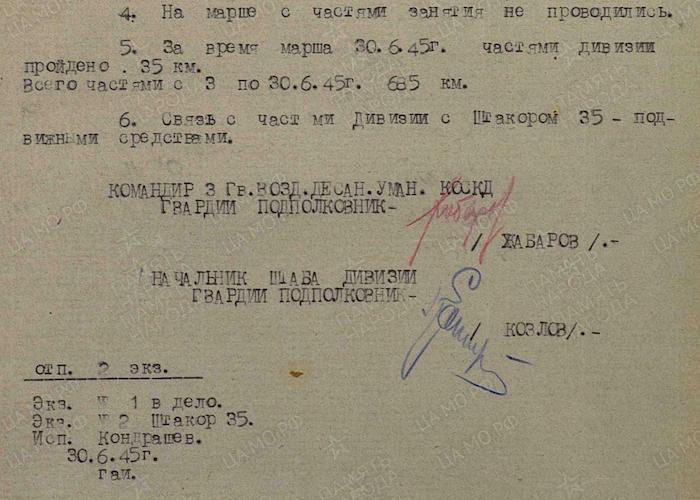 4. На марше с частями занятия не проводились.
5. За время марша 30.6.45г. частями дивизии
пройдено . 35 км.
Всего частями с 3 по 30.6.45г. 685 км.
6. Связь с част ми Дивизии с Штакором 35 - под-
вижными средствами.
КОМАНДИР 3 Гв.ВОЗД.ДЕСАН.УМАН. КСКД
ГВАРДИИ ПОДПОЛКОВНИК-
/ ЖАБАРОВ /.-
НАЧАЛЬНИК ШТАБА ДИВИЗИИ
ГВАРДИИ ПОДПОЛКОВНИК-
/ КОЗЛОВ/.-
отп. 2 экз.
Экз. № 1 в дело.
Экз. № 2 Штакор 35.
Исп. Кондрашев.
30.6.45г.
гаи.